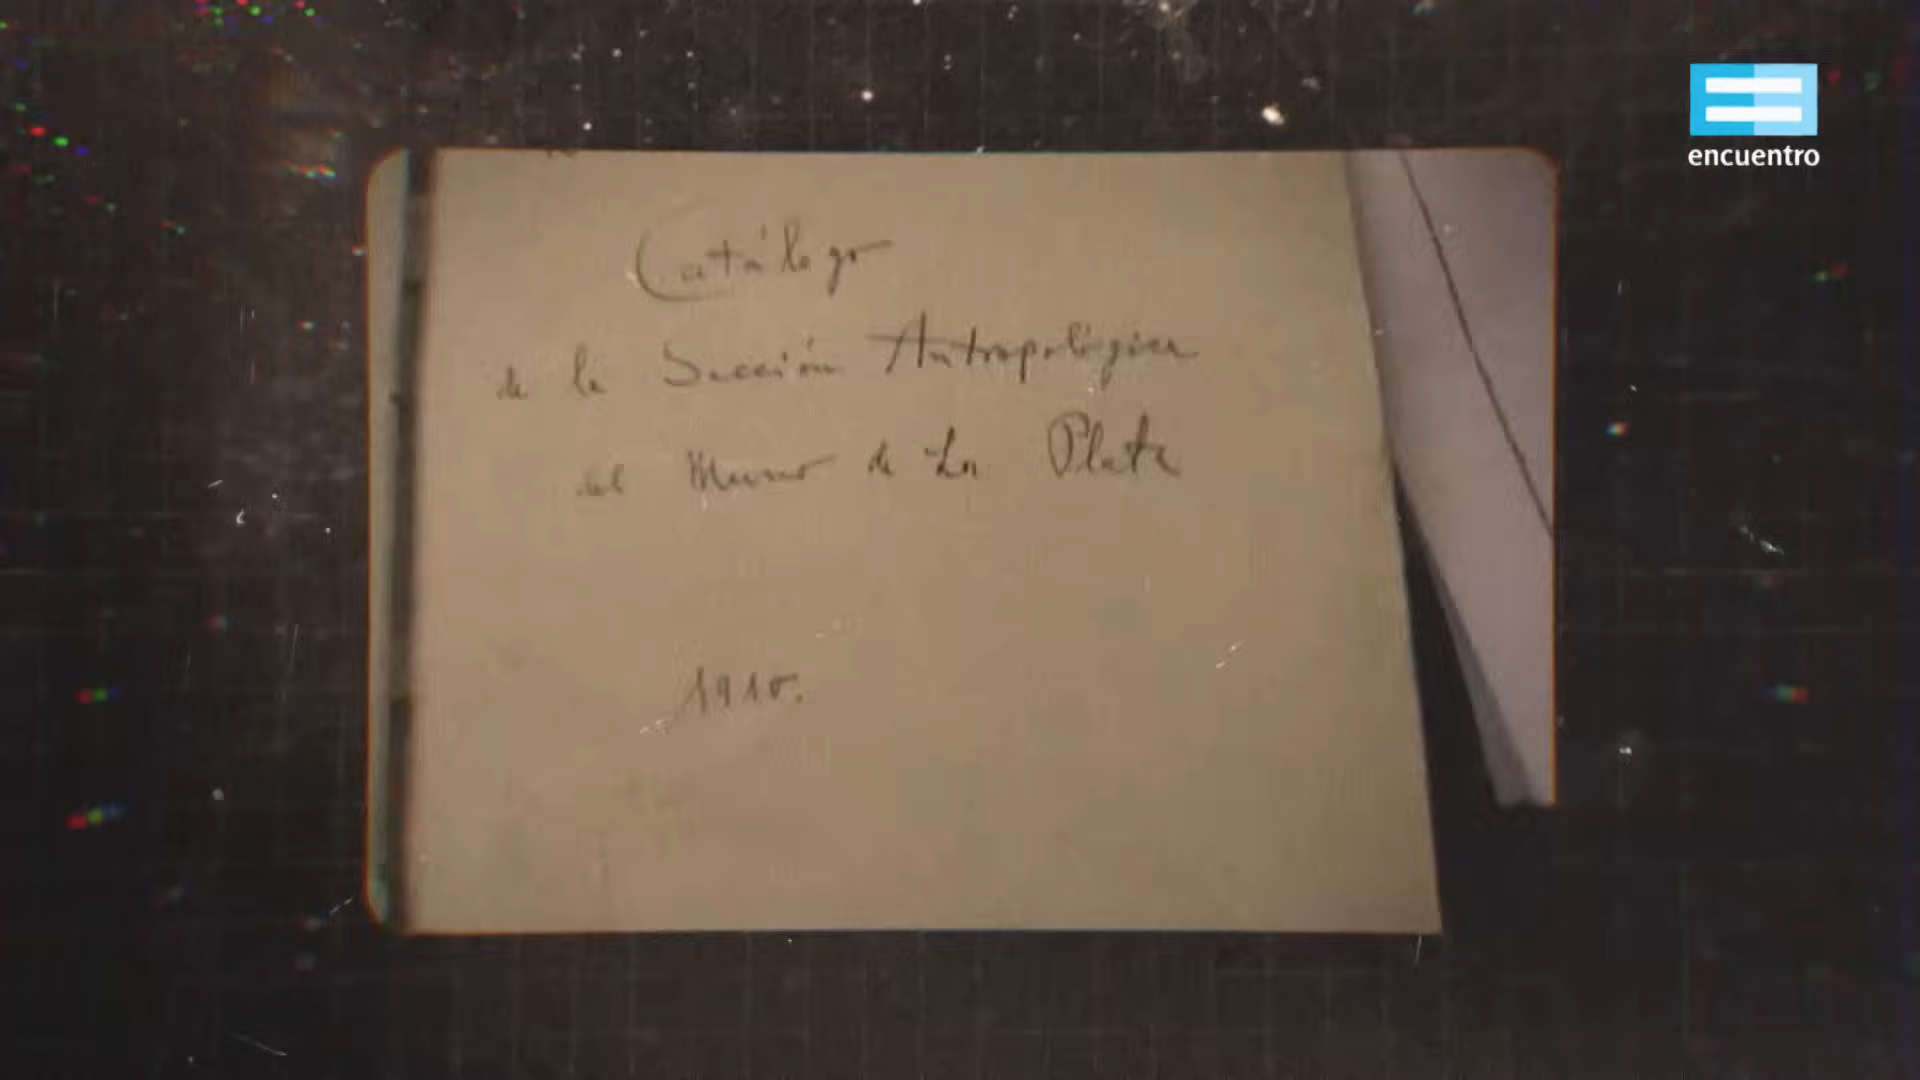 encuentro
Catálogo
de la Sección Antropológica
del Museo de La Plata
1910.